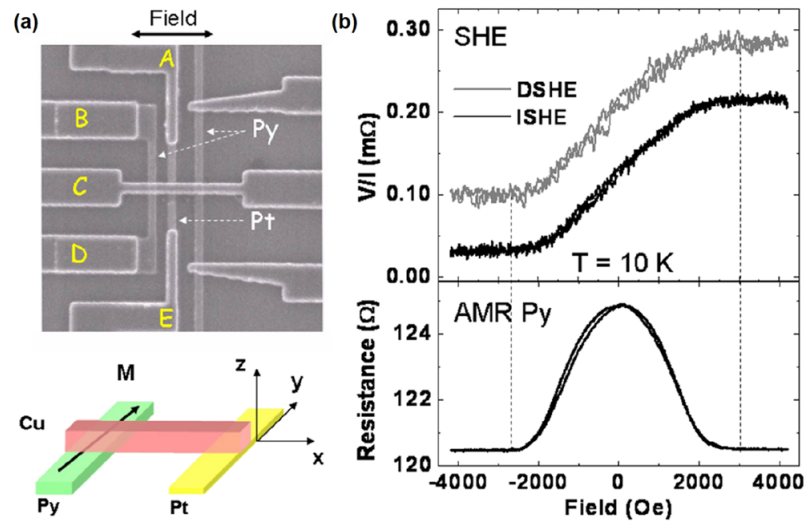 (a)
Field
A
B
Py
C
Pt
D
E
M
Cu
z
y
x
Py
Pt
(b)
SHE
DSHE
ISHE
T = 10 K
V/I (mΩ)
0.30
0.20
0.10
0.00
AMR Py
Resistance (Ω)
124
122
120
-4000 -2000 0 2000 4000
Field (Oe)